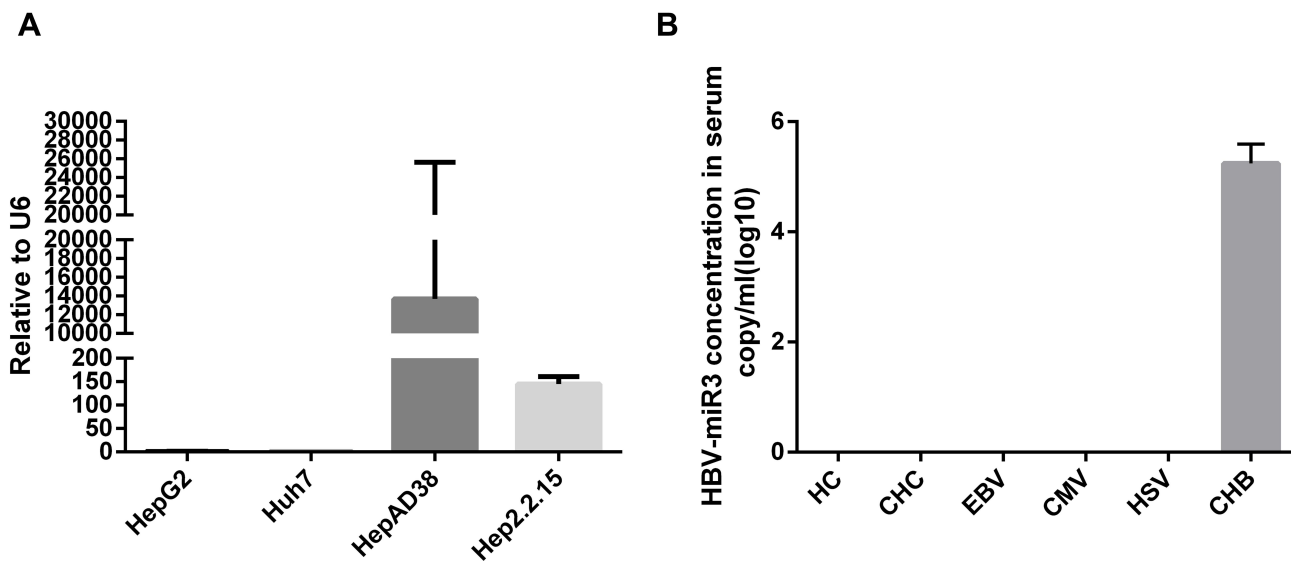 A
Relative to U6
30000
28000
26000
24000
22000
20000
20000
18000
16000
14000
12000
10000
200
150
100
50
0
HepG2
Huh7
HepAD38
Hep2.2.15
B
HBV-miR3 concentration in serum
copy/ml(log10)
6
4
2
0
HC
CHC
EBV
CMV
HSV
CHB